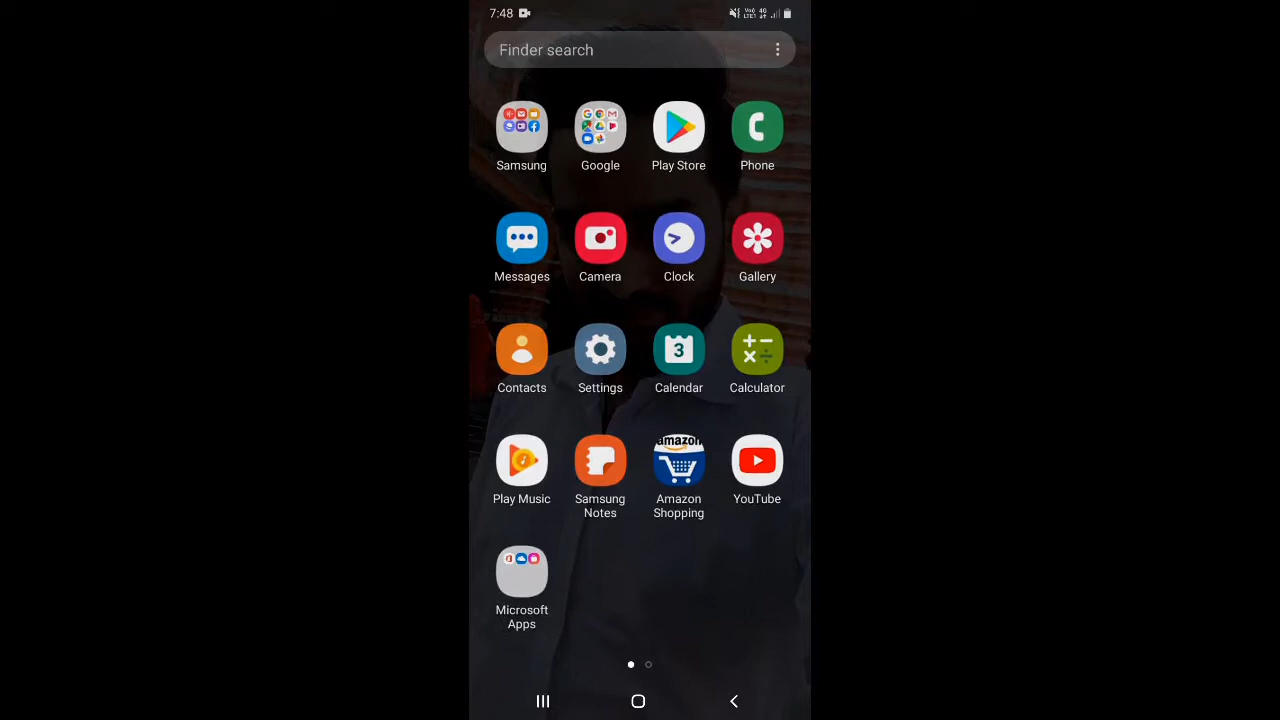 7:48
Finder search
Samsung
Google
Play Store
Phone
Messages
Camera
Clock
Gallery
Contacts
Settings
3
Calendar
Calculator
amazon
Play Music
Samsung
Notes
Amazon
Shopping
YouTube
Microsoft
Apps